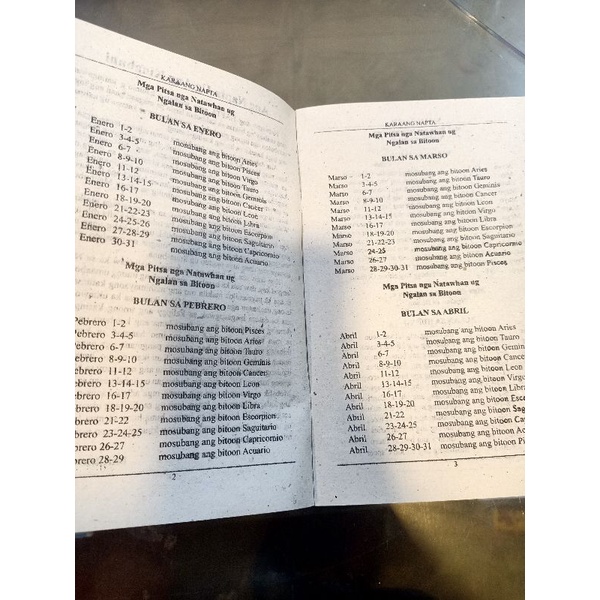 KARAANG NAPTA
Mga Pitsa nga Natawhan ug
Ngalan sa Bitoon
BULAN SA ENERO
Enero 1-2 mosubang ang bitoon Aries
Enero 3-4-5 mosubang ang bitoon Pisces
Enero 6-7 mosubang ang bitoon Virgo
Enero 8-9-10 mosubang ang bitoon Tauro
Enero 11-12 mosubang ang bitoon Geminis
Enero 13-14-15 mosubang ang bitoon Cancer
Enero 16-17 mosubang ang bitoon Leon
Enero 18-19-20 mosubang ang bitoon Libra
Enero 21-22-23 mosubang ang bitoon Escorpion
Enero 24-25-26 mosubang ang bitoon Saguitario
Enero 27-28-29 mosubang ang bitoon Capricornio
Enero 30-31 mosubang ang bitoon Acuario
Mga Pitsa nga Natawhan ug
Ngalan sa Bitoon
BULAN SA PEBRERO
Pebrero 1-2 mosubang ang bitoon Pisces
Pebrero 3-4-5 mosubang ang bitoon Aries
Pebrero 6-7 mosubang ang bitoon Tauro
ebrero 8-9-10 mosubang ang bitoon Geminis
ebrero 11-12 mosubang ang bitoon Cancer
ebrero 13-14-15 mosubang ang bitoon Leon
ebrero 16-17 mosubang ang bitoon Virgo
ebrero 18-19-20 mosubang ang bitoon Libra
ebrero 21-22 mosubang ang bitoon Escorpion
ebrero 23-24-25 mosubang ang bitoon Saguitario
ebrero 26-27 mosubang ang bitoon Capricornio
brero 28-29 mosubang ang bitoon Acuario
2
KARAANG NAPTA
Mga Pitsa nga Natawhan ug
Ngalan sa Bitoon
BULAN SA MARSO
Marso 1-2 mosubang ang bitoon Aries
Marso 3-4-5 mosubang ang bitoon Tauro
Marso 6-7 mosubang ang bitoon Geminis
Marso 8-9-10 mosubang ang bitoon Cancer
Marso 11-12 mosubang ang bitoon Leon
Marso 13-14-15 mosubang ang bitoon Virgo
Marso 16-17 mosubang ang bitoon Libra
Marso 18-19-20 mosubang ang bitoon Escorpion
Marso 21-22-23 mosubang ang bitoon Saguitario
Marso 24-25 mosubang ang bitoon Capricornio
Marso 26-27 mosubang ang bitoon Acuario
Marso 28-29-30-31 mosubang ang bitoon Pisces
Mga Pitsa nga Natawhan ug
Ngalan sa Bitoon
BULAN SA ABRIL
Abril 1-2 mosubang ang bitoon Aries
Abril 3-4-5 mosubang ang bitoon Tauro
Abril 6-7 mosubang ang bitoon Geminis
Abril 8-9-10 mosubang ang bitoon Cancer
Abril 11-12 mosubang ang bitoon Leon
Abril 13-14-15 mosubang ang bitoon Virgo
Abril 16-17 mosubang ang bitoon Libra
Abril 18-19-20 mosubang ang bitoon Esco
Abril 21-22 mosubang ang bitoon Sag
Abril 23-24-25 mosubang ang bitoon Ca
Abril 26-27 mosubang ang bitoon Acu
Abril 28-29-30-31 mosubang ang bitoon Pi
3